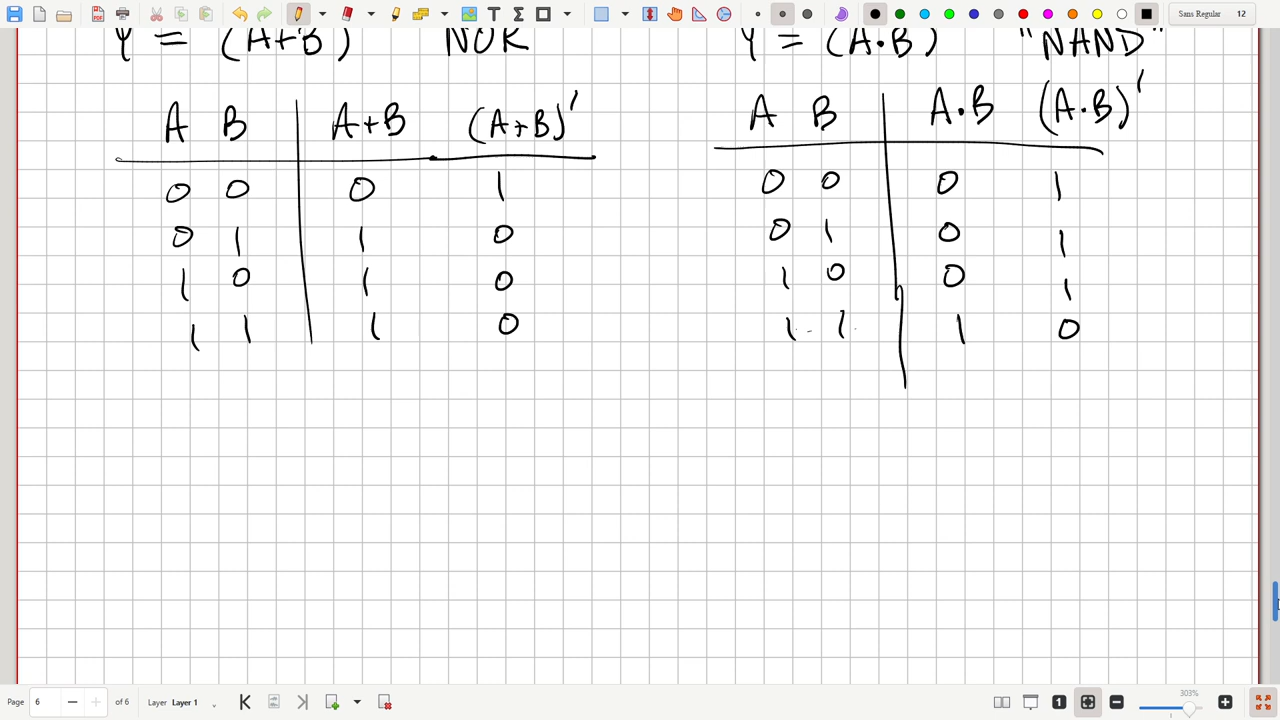 Sans Regular 12
Y = (A+B) NOR
A B A+B (A+B)'
0 0 0 1
0 1 1 0
1 0 1 0
1 1 1 0
Y = (A·B) "NAND"
A B A·B (A·B)'
0 0 0 1
0 1 0 1
1 0 0 1
1 1 1 0
Page 6 of 6 Layer Layer 1 303%